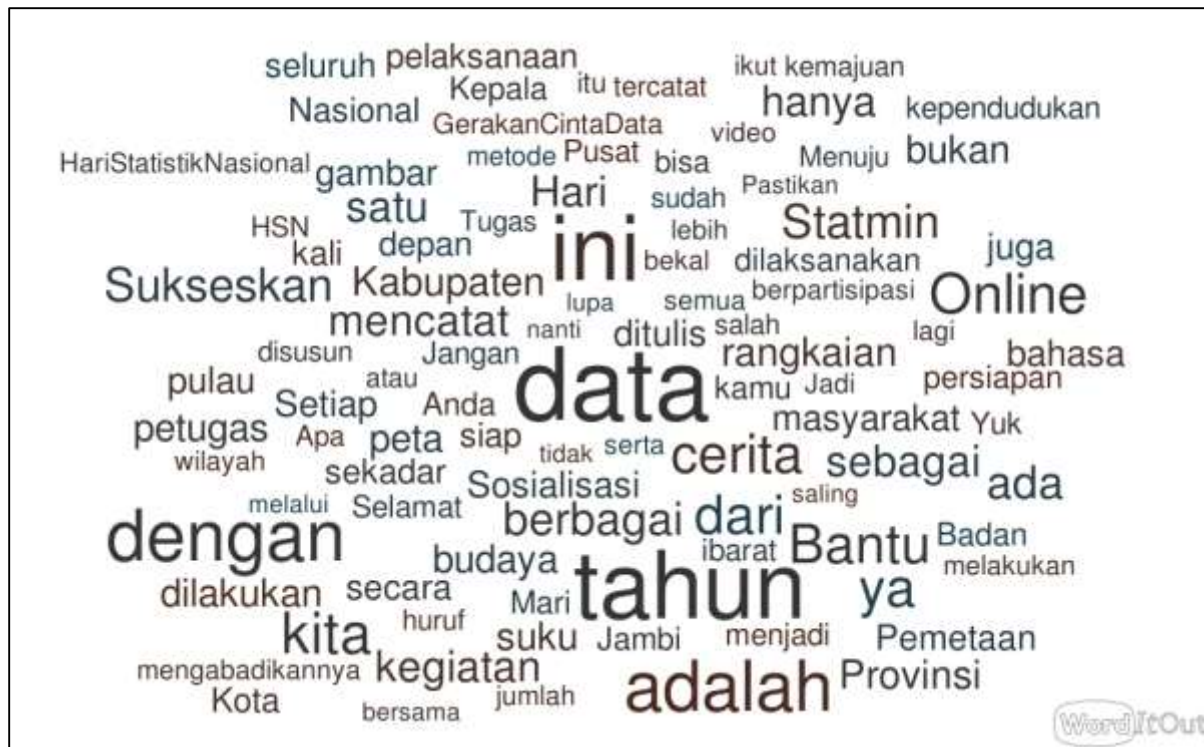 seluruh pelaksanaan ikut kemajuan
Kepala itu tercatat hanya kependudukan
Nasional GerakanCintaData video
HariStatistikNasional gambar metode Pusat bisa Menuju bukan
satu Hari sudah Pastikan
HSN kali depan Tugas ini lebih Statmin juga
Sukseskan Kabupaten bekal dilaksanakan Online
mencatat lupa semua berpartisipasi
nanti ditulis salah lagi
disusun Jangan rangkaian bahasa
pulau atau data kamu Jadi persiapan
Setiap Anda masyarakat Yuk
petugas Apa peta siap tidak serta cerita sebagai
wilayah sekadar Sosialisasi saling ada
melalui Selamat berbagai dari
dengan budaya ibarat Bantu Badan
melakukan
dilakukan secara Mari tahun ya
kita huruf suku Jambi menjadi Pemetaan
mengabadikannya kegiatan adalah Provinsi
Kota bersama jumlah
WordItOut